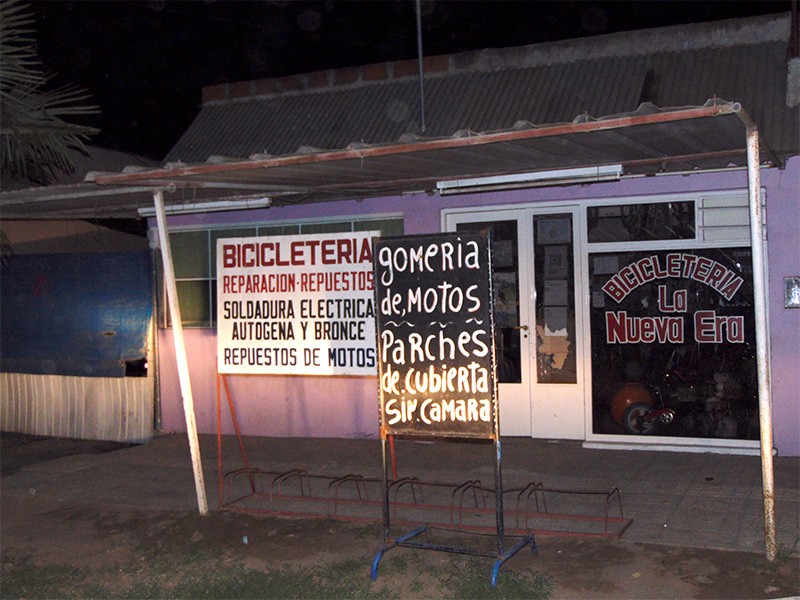 BICICLETERIA
REPARACION-REPUESTOS
SOLDADURA ELECTRICA
AUTOGENA Y BRONCE
REPUESTOS DE MOTOS
gomeria
de, MOTOS
Parches
de cubierta
Sin Camara
BICICLETERIA
La
Nueva Era